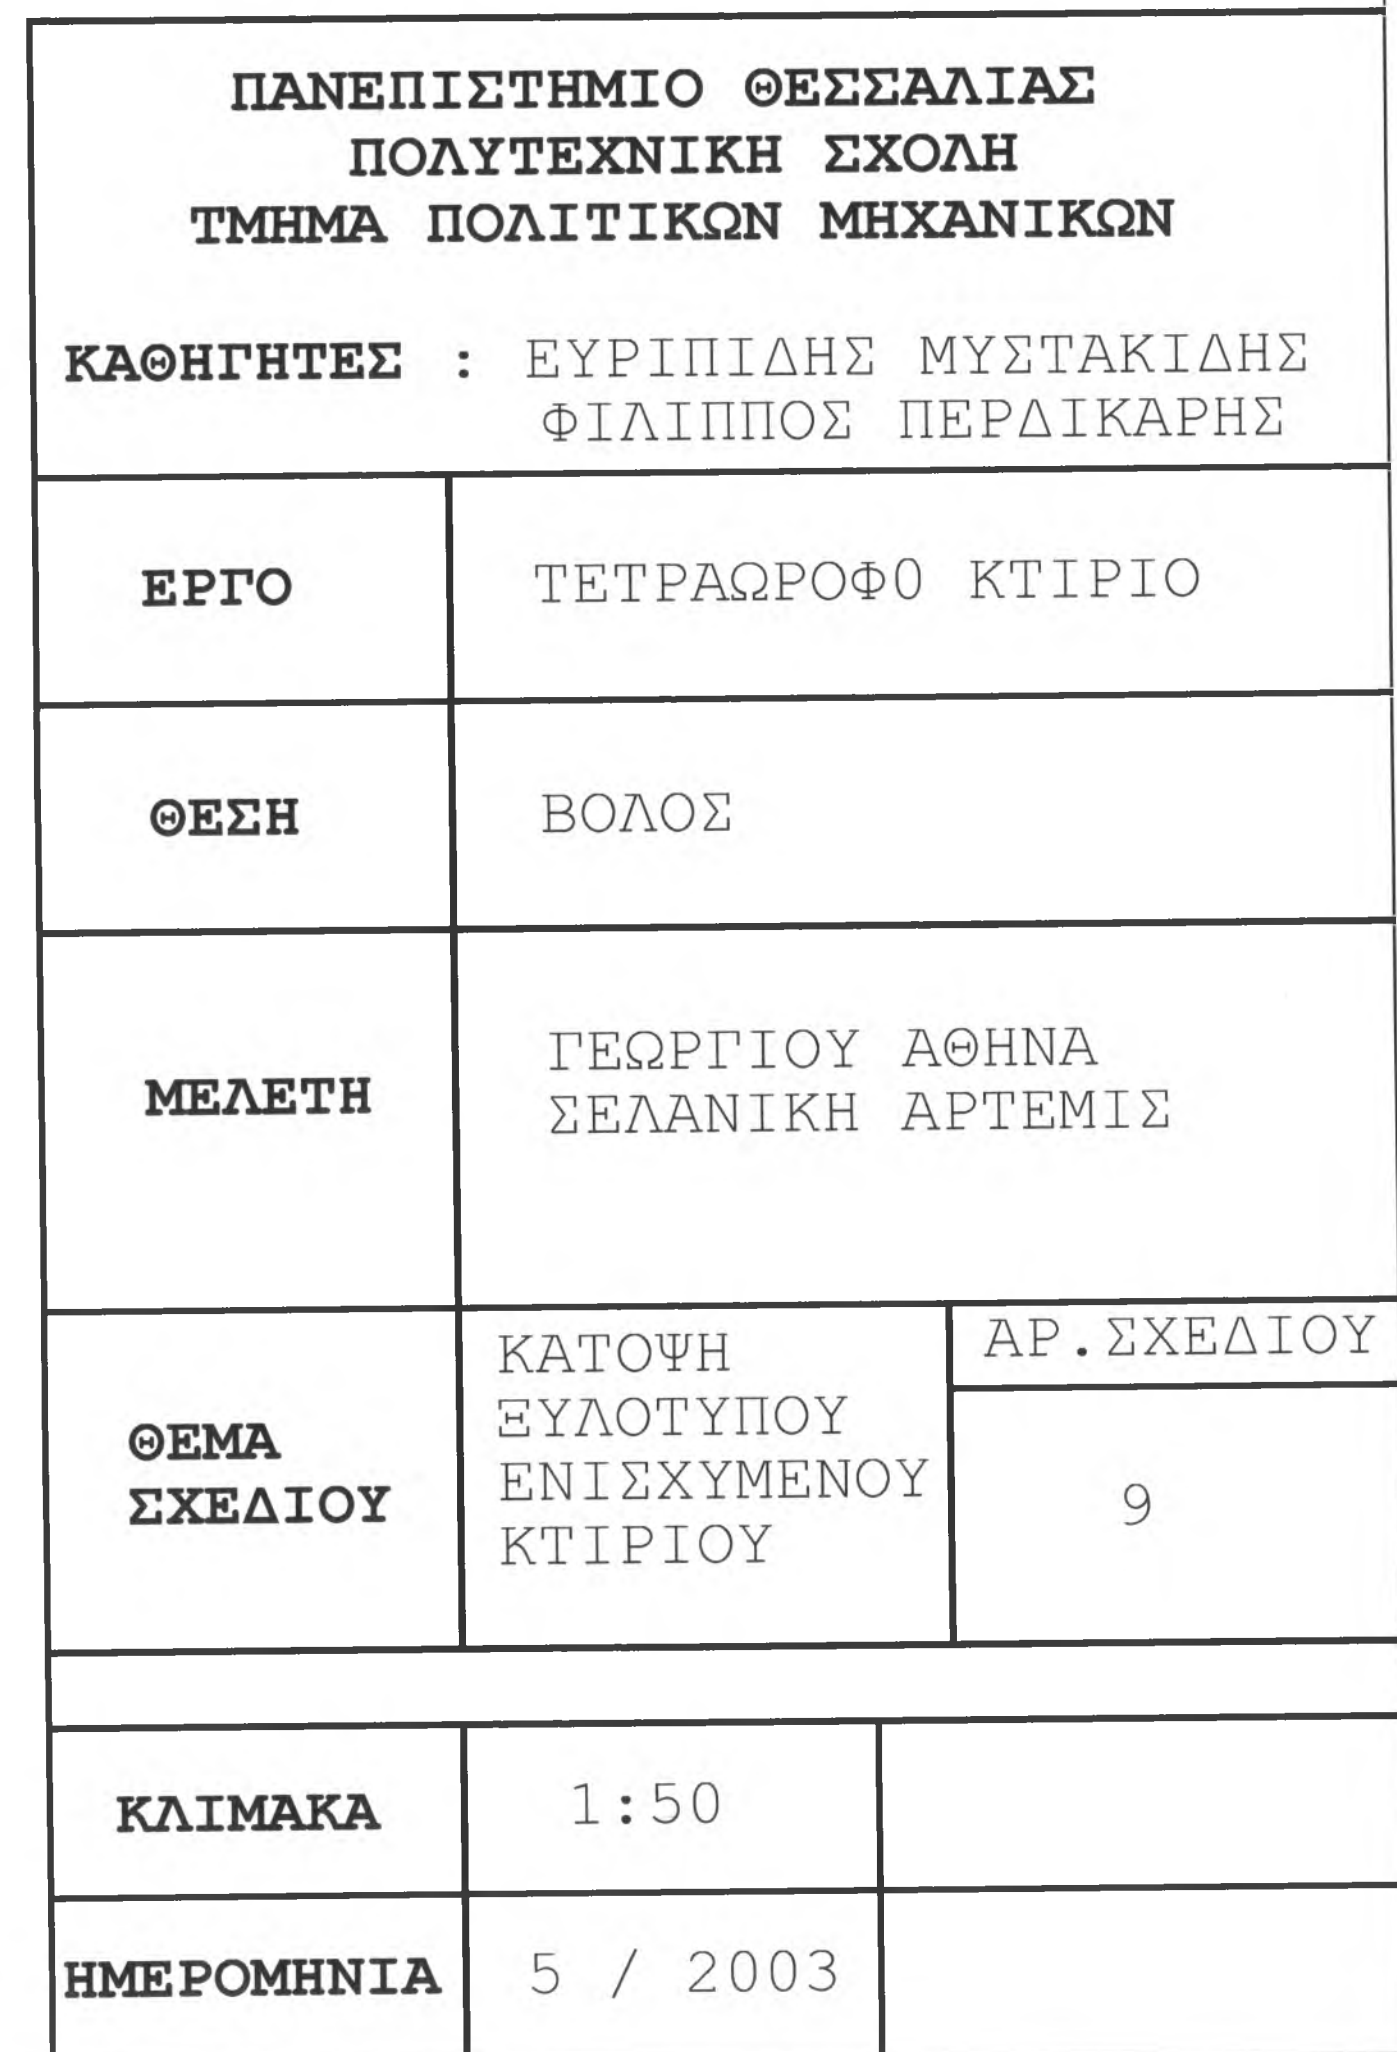 ΠΑΝΕΠΙΣΤΗΜΙΟ ΘΕΣΣΑΛΙΑΣ
ΠΟΛΥΤΕΧΝΙΚΗ ΣΧΟΛΗ
ΤΜΗΜΑ ΠΟΛΙΤΙΚΩΝ ΜΗΧΑΝΙΚΩΝ
ΚΑΘΗΓΗΤΕΣ : ΕΥΡΙΠΙΔΗΣ ΜΥΣΤΑΚΙΔΗΣ
ΦΙΛΙΠΠΟΣ ΠΕΡΔΙΚΑΡΗΣ
ΕΡΓΟ ΤΕΤΡΑΩΡΟΦ0 ΚΤΙΡΙΟ
ΘΕΣΗ ΒΟΛΟΣ
ΜΕΛΕΤΗ
ΓΕΩΡΓΙΟΥ ΑΘΗΝΑ
ΣΕΛΑΝΙΚΗ ΑΡΤΕΜΙΣ
ΘΕΜΑ
ΣΧΕΔΙΟΥ
ΚΑΤΟΨΗ
ΞΥΛΟΤΥΠΟΥ
ΕΝΙΣΧΥΜΕΝΟΥ
ΚΤΙΡΙΟΥ
ΑΡ.ΣΧΕΔΙΟΥ
9
ΚΛΙΜΑΚΑ 1:50
ΗΜΕΡΟΜΗΝΙΑ 5 / 2003